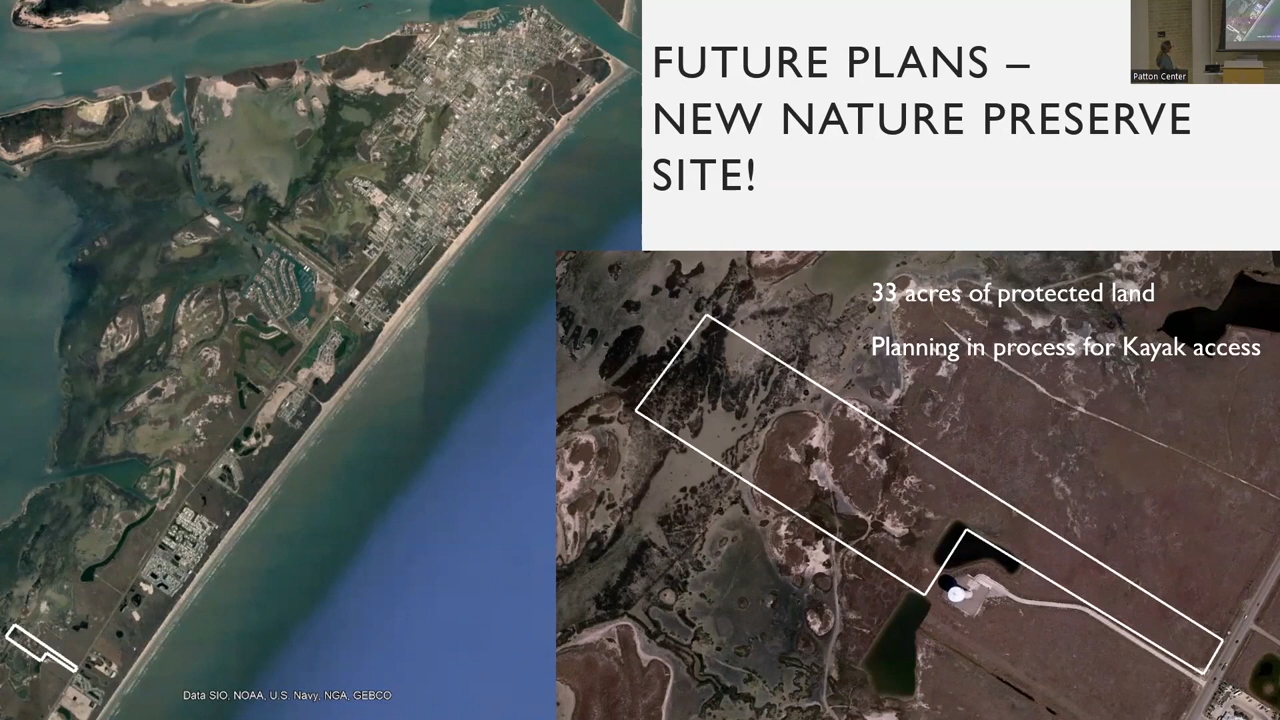 FUTURE PLANS –
NEW NATURE PRESERVE
SITE!
Patton Center
33 acres of protected land
Planning in process for Kayak access
Data SIO, NOAA, U.S. Navy, NGA, GEBCO